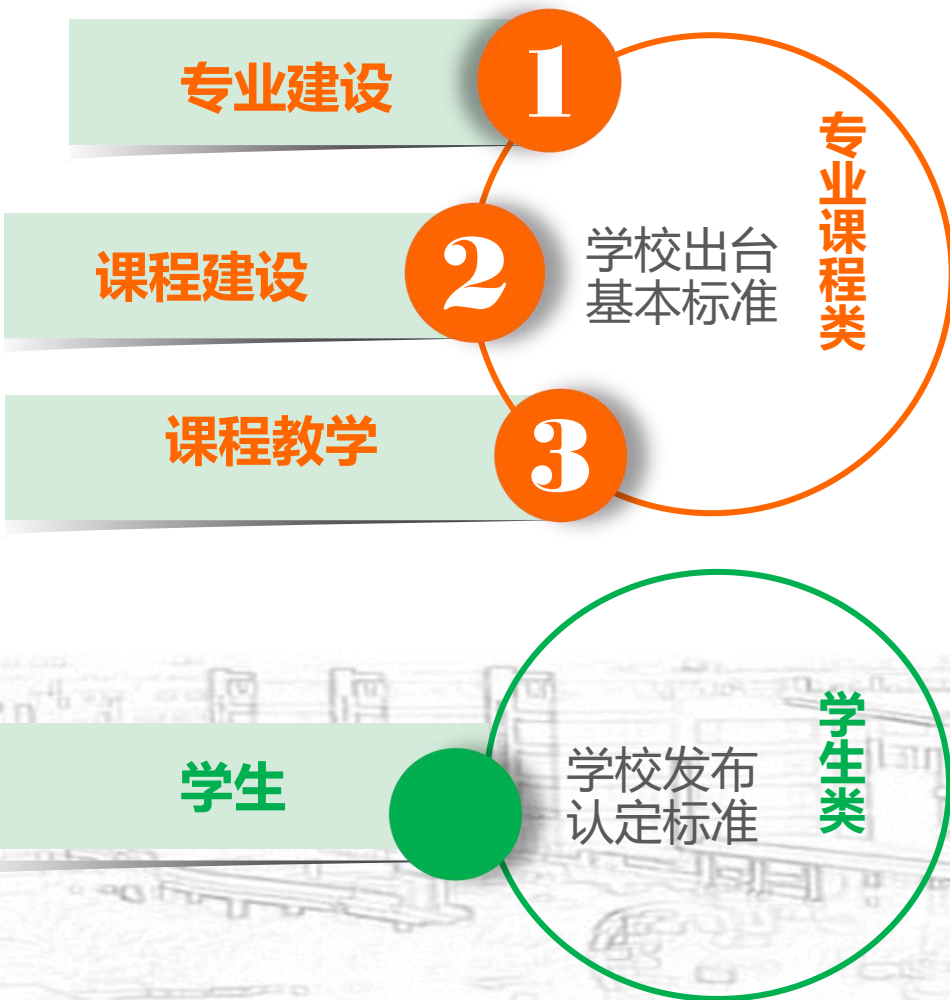 专业建设
1
课程建设
2
课程教学
3
学校出台
基本标准
专业课程类
学生
学校发布
认定标准
学生类